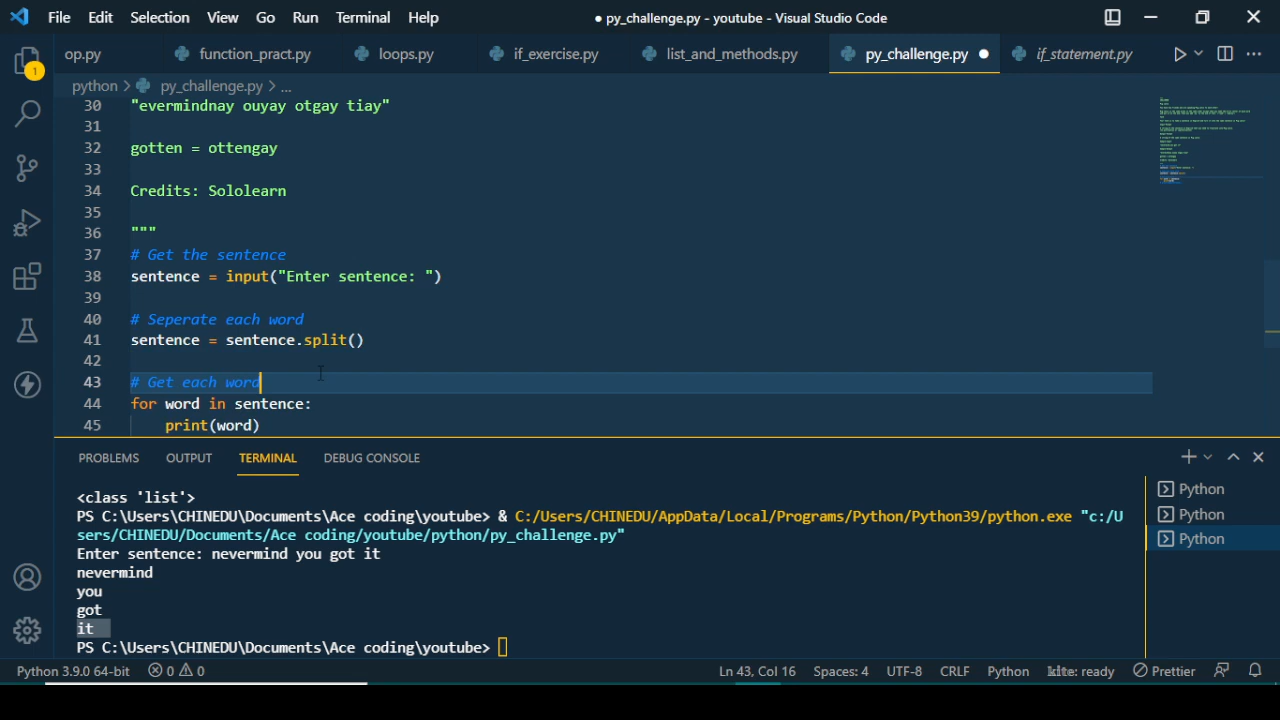 File Edit Selection View Go Run Terminal Help
● py_challenge.py - youtube - Visual Studio Code
op.py function_pract.py loops.py if_exercise.py list_and_methods.py py_challenge.py ● if_statement.py
python > py_challenge.py > ...
30 "evermindnay ouyay otgay tiay"
31
32 gotten = ottengay
33
34 Credits: Sololearn
35
36 """
37 # Get the sentence
38 sentence = input("Enter sentence: ")
39
40 # Seperate each word
41 sentence = sentence.split()
42
43 # Get each word
44 for word in sentence:
45 print(word)
PROBLEMS OUTPUT TERMINAL DEBUG CONSOLE
<class 'list'>
PS C:\Users\CHINEDU\Documents\Ace coding\youtube> & C:/Users/CHINEDU/AppData/Local/Programs/Python/Python39/python.exe "c:/U
sers/CHINEDU/Documents/Ace coding/youtube/python/py_challenge.py"
Enter sentence: nevermind you got it
nevermind
you
got
it
PS C:\Users\CHINEDU\Documents\Ace coding\youtube>
Python
Python
Python
1
Python 3.9.0 64-bit 0 0 Ln 43, Col 16 Spaces: 4 UTF-8 CRLF Python kite: ready Prettier